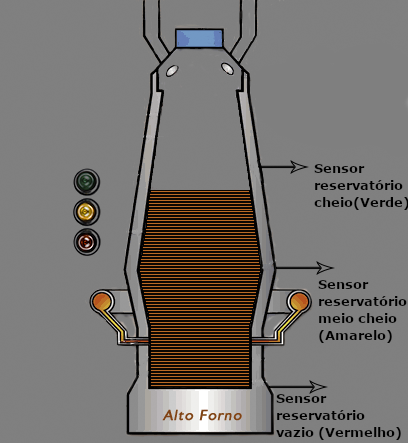 Sensor
reservatório
cheio(Verde)
Sensor
reservatório
meio cheio
(Amarelo)
Sensor
reservatório
vazio (Vermelho)
Alto Forno